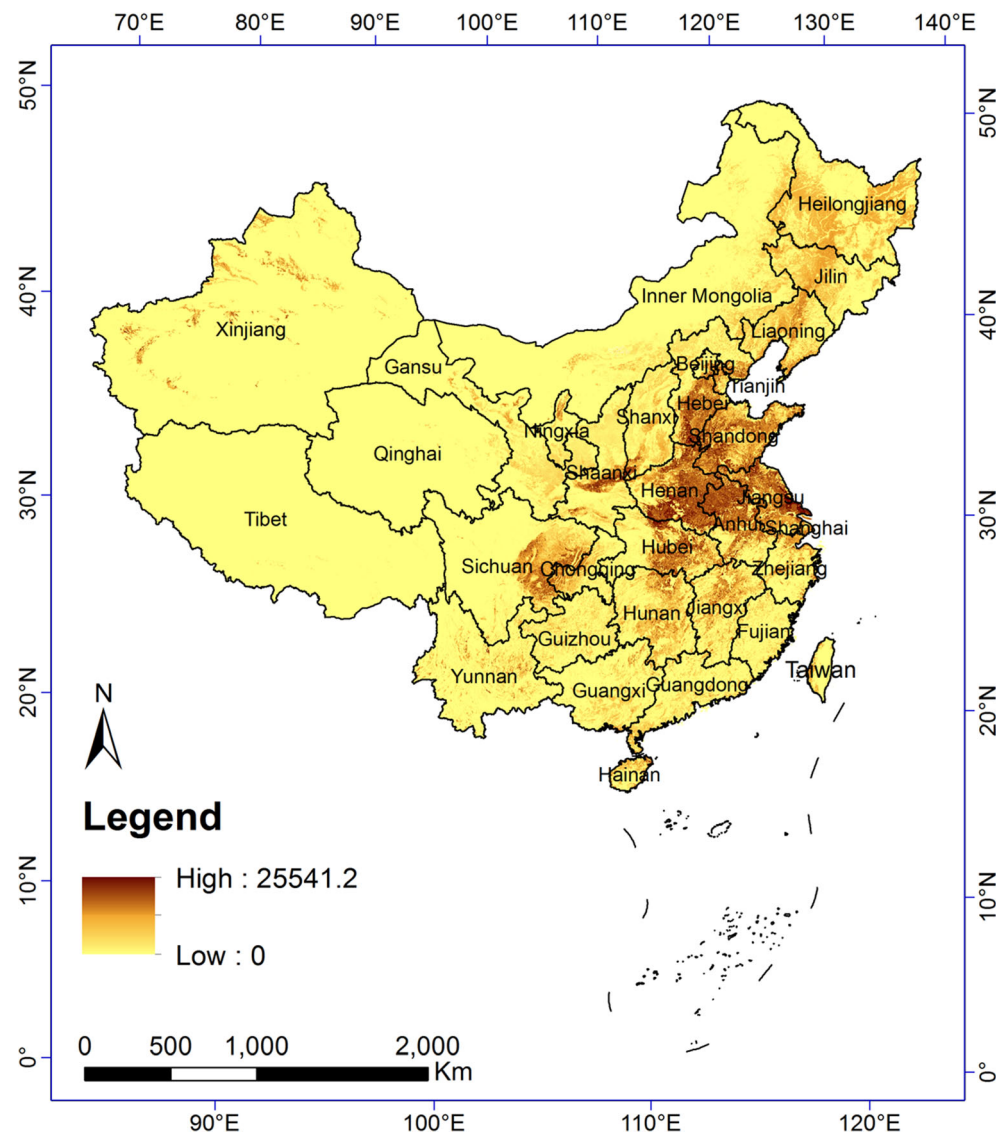 70°E 80°E 90°E 100°E 110°E 120°E 130°E 140°E
50°N
50°N
Heilongjiang
Jilin
40°N
Inner Mongolia
40°N
Xinjiang
Liaoning
Gansu
Beijing
Tianjin
Hebei
Shanxi
Ningxia
Shandong
Qinghai
Shaanxi
30°N
Henan
Jiangsu
Tibet
30°N
Anhui
Shanghai
Hubei
Sichuan
Chongqing
Zhejiang
Hunan
Jiangxi
Guizhou
Fujian
Yunnan
Taiwan
Guangxi
Guangdong
20°N
N
20°N
Hainan
Legend
High : 25541.2
10°N
10°N
Low : 0
0 500 1,000 2,000
Km
0°
0°
90°E 100°E 110°E 120°E